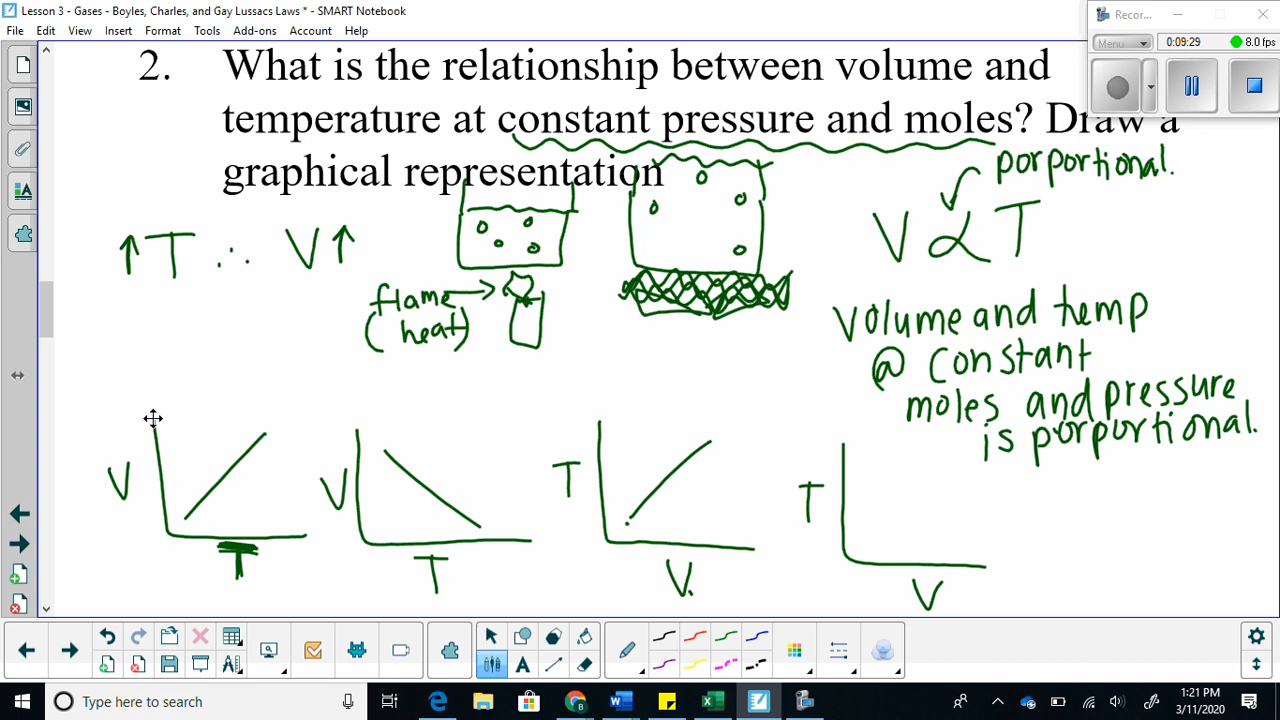 Lesson 3 - Gases - Boyles, Charles, and Gay Lussacs Laws * - SMART Notebook
File Edit View Insert Format Tools Add-ons Account Help
Recor...
Menu
0:09:29
8.0 fps
2. What is the relationship between volume and
temperature at constant pressure and moles? Draw a
graphical representation
porportional.
↑T ∴ V↑
V ∝ T
flame
(heat)
volume and temp
@ constant
moles and pressure
is porportional.
V
T
V
T
T
V.
T
V
A
Type here to search
1:21 PM
3/11/2020